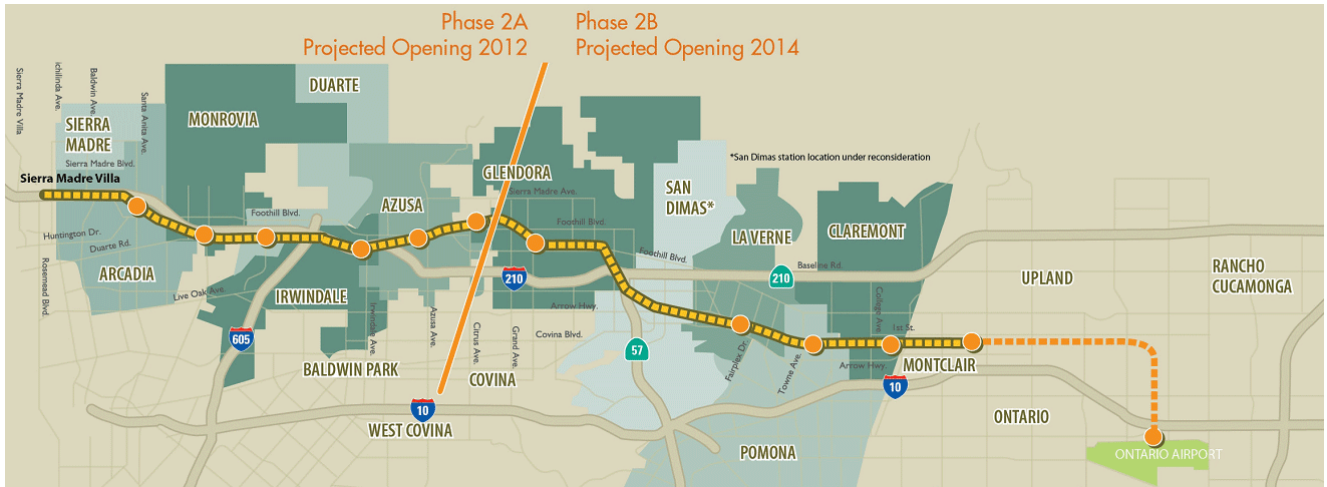 Phase 2A
Projected Opening 2012
Phase 2B
Projected Opening 2014
Sierra Madre Villa
ichilinda Ave.
Baldwin Ave.
Santa Anita Ave.
SIERRA
MADRE
MONROVIA
DUARTE
Sierra Madre Blvd.
Sierra Madre Villa
Foothill Blvd.
Huntington Dr.
Duarte Rd.
ARCADIA
Rosemead Blvd.
Live Oak Ave.
IRWINDALE
605
AZUSA
GLENDORA
Sierra Madre Ave.
Foothill Blvd.
*San Dimas station location under reconsideration
SAN
DIMAS*
Foothill Blvd.
LA VERNE
CLAREMONT
210
210
Baseline Rd.
UPLAND
RANCHO
CUCAMONGA
Irwindale Ave.
Azusa Ave.
Citrus Ave.
Grand Ave.
Arrow Hwy.
Covina Blvd.
57
Fairplex Dr.
Towne Ave.
College Ave.
1st St.
Arrow Hwy.
MONTCLAIR
10
BALDWIN PARK
COVINA
10
WEST COVINA
POMONA
ONTARIO
ONTARIO AIRPORT